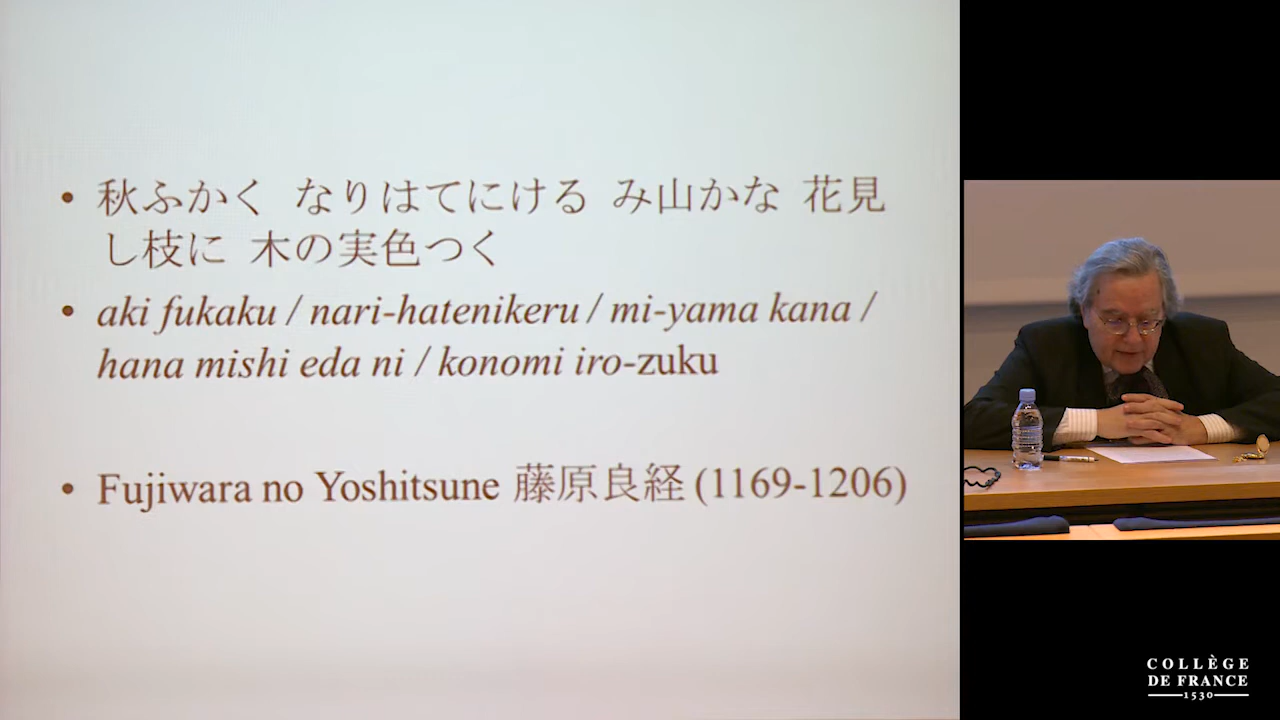 • 秋ふかく なりはてにける み山かな 花見
し枝に 木の実色つく
• aki fukaku / nari-hatenikeru / mi-yama kana /
hana mishi eda ni / konomi iro-zuku
• Fujiwara no Yoshitsune 藤原良経 (1169-1206)
COLLÈGE
DE FRANCE
1530